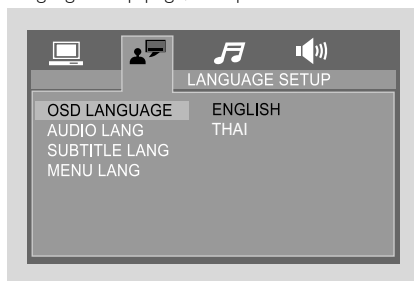 LANGUAGE SETUP
OSD LANGUAGE ENGLISH
AUDIO LANG THAI
SUBTITLE LANG
MENU LANG